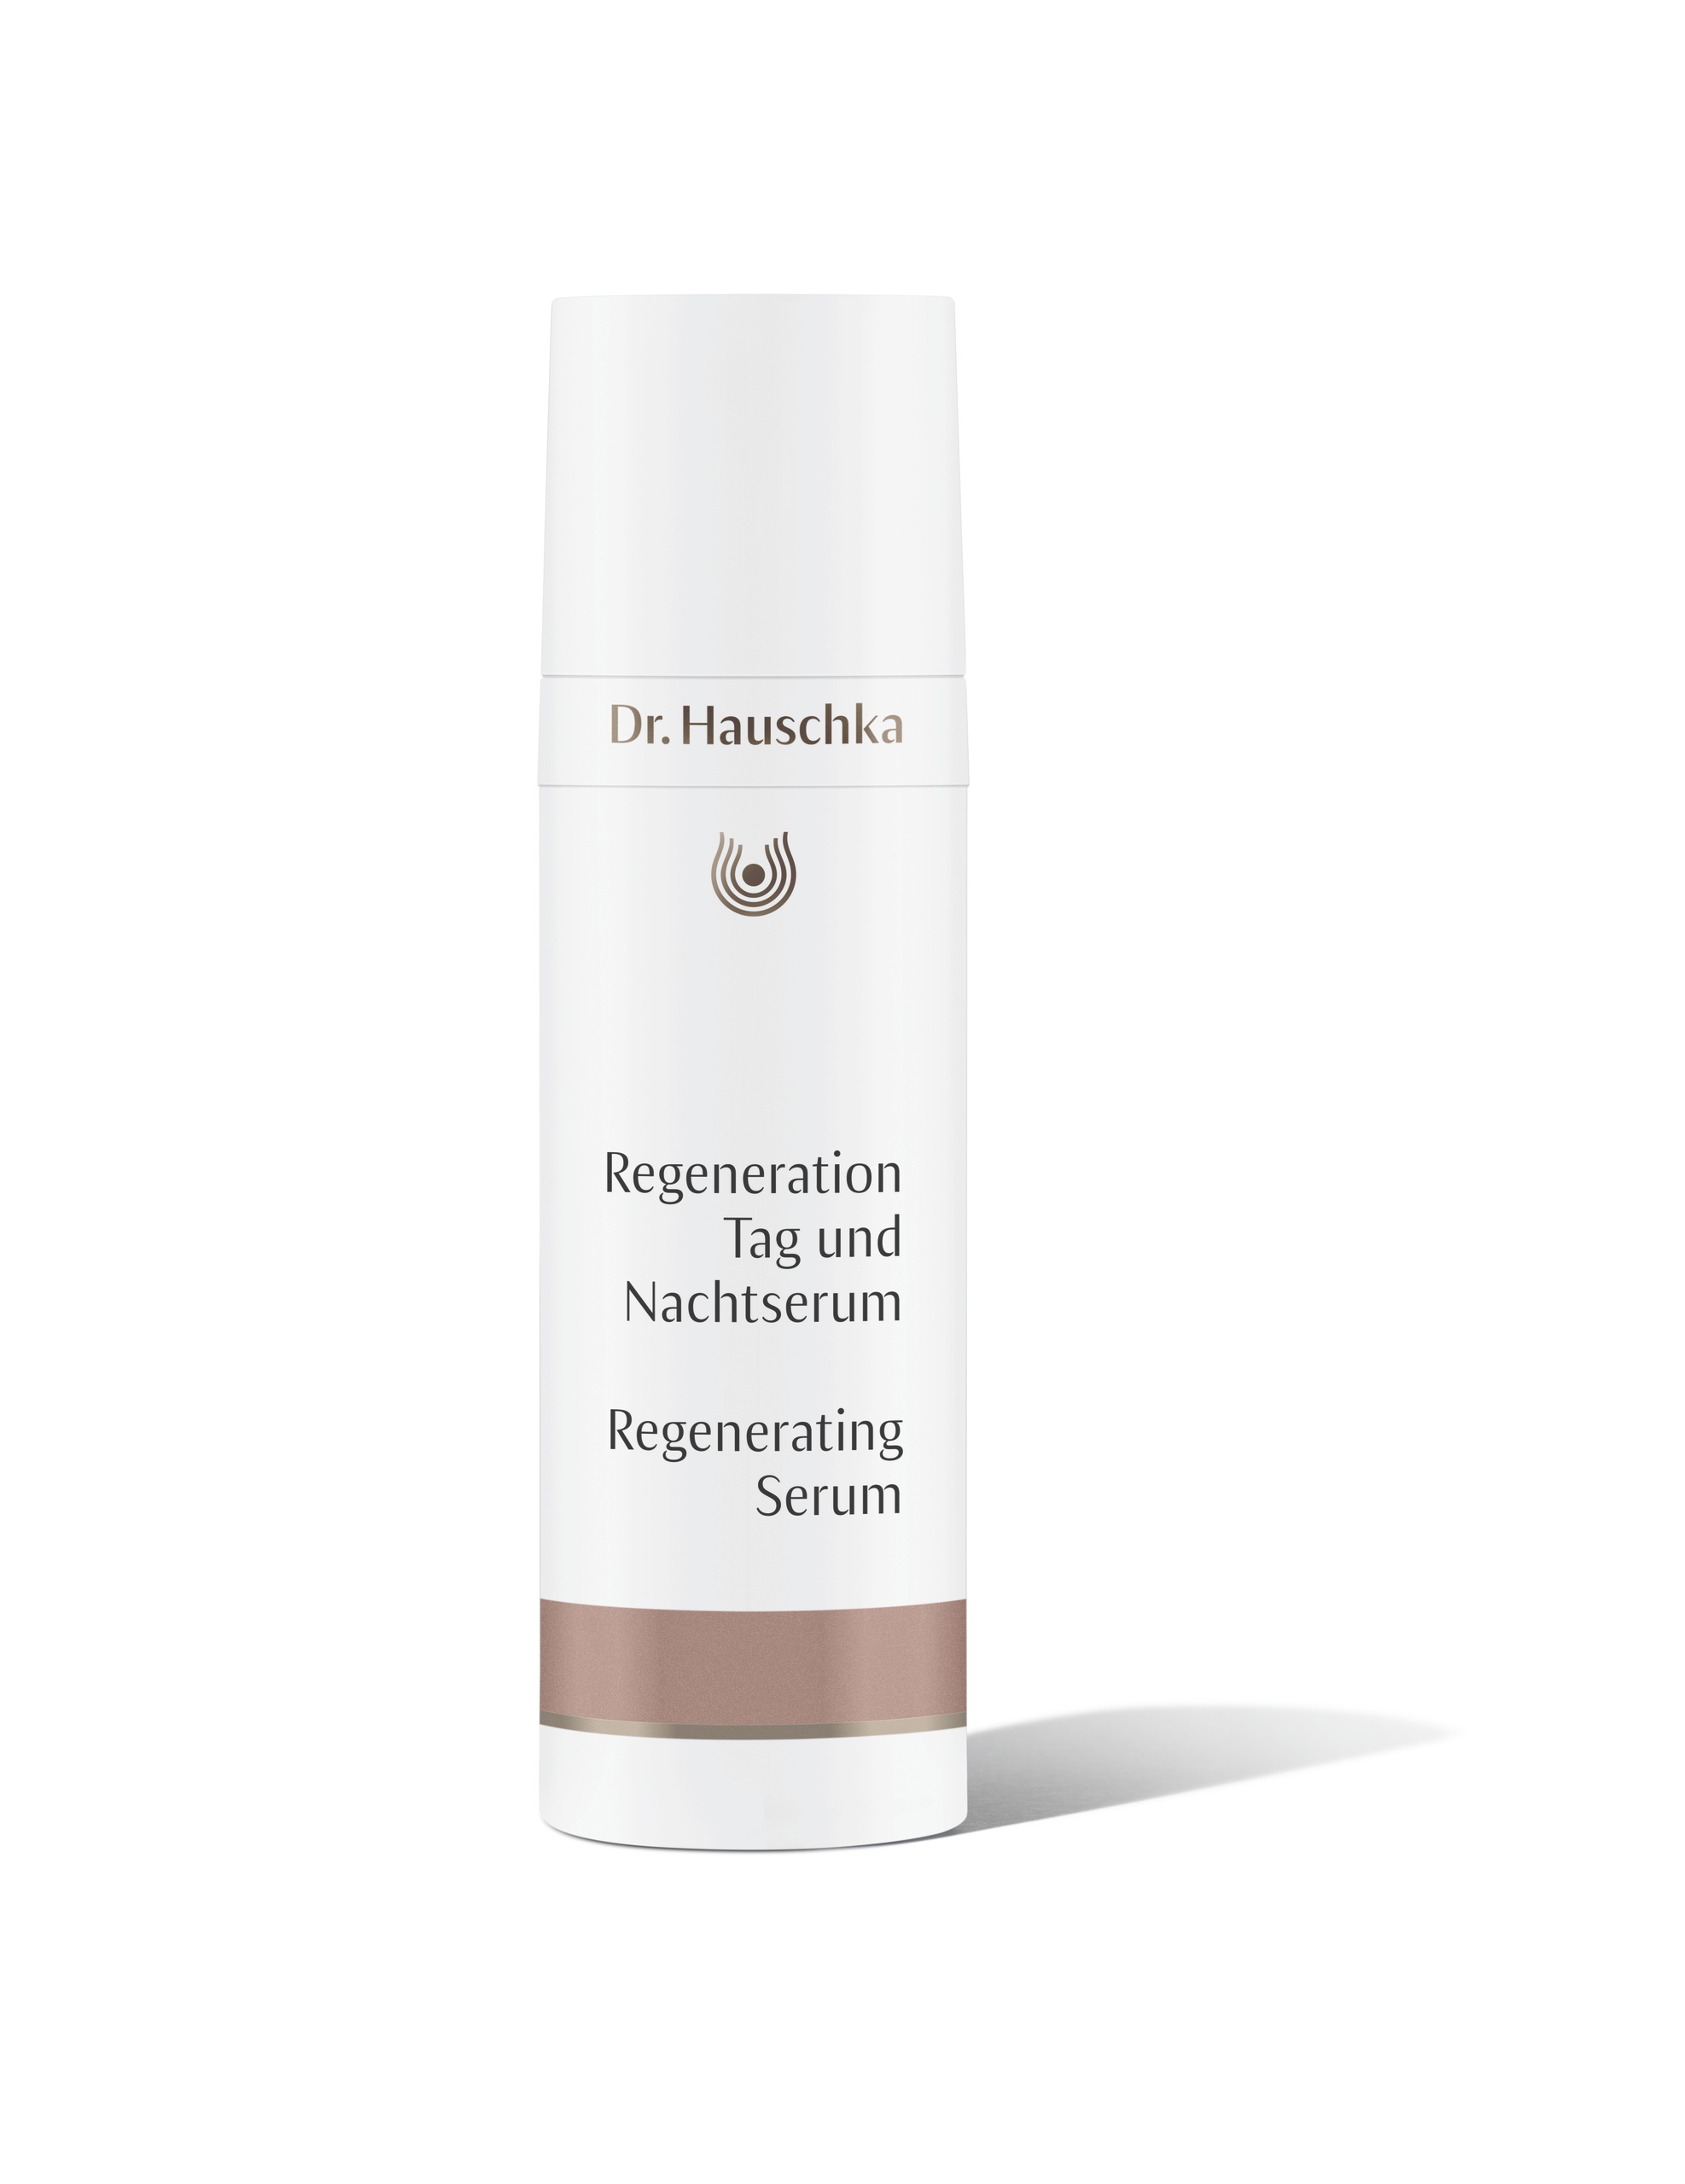 Dr. Hauschka
Regeneration
Tag und
Nachtserum
Regenerating
Serum